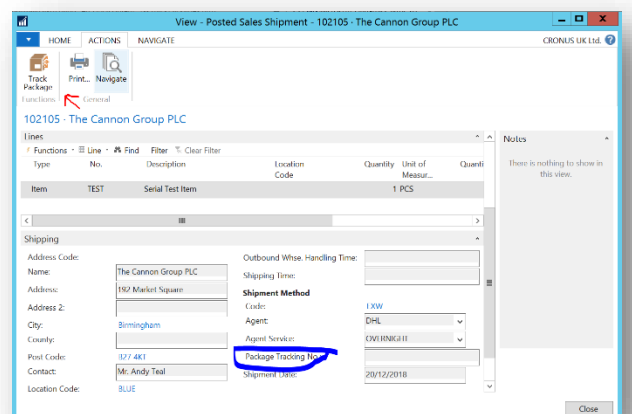 View - Posted Sales Shipment - 102105 · The Cannon Group PLC
HOME ACTIONS NAVIGATE
CRONUS UK Ltd.
Track Package
Print...
Navigate
Functions
General
102105 · The Cannon Group PLC
Lines
Functions Line Find Filter Clear Filter
Type No. Description Location Code Quantity Unit of Measur... Quanti
Item TEST Serial Test Item 1 PCS
Notes
There is nothing to show in
this view.
Shipping
Address Code:
Name: The Cannon Group PLC
Address: 192 Market Square
Address 2:
City: Birmingham
County:
Post Code: B27 4KT
Contact: Mr. Andy Teal
Location Code: BLUE
Outbound Whse. Handling Time:
Shipping Time:
Shipment Method
Code: EXW
Agent: DHL
Agent Service: OVERNIGHT
Package Tracking No.
Shipment Date: 20/12/2018
Close